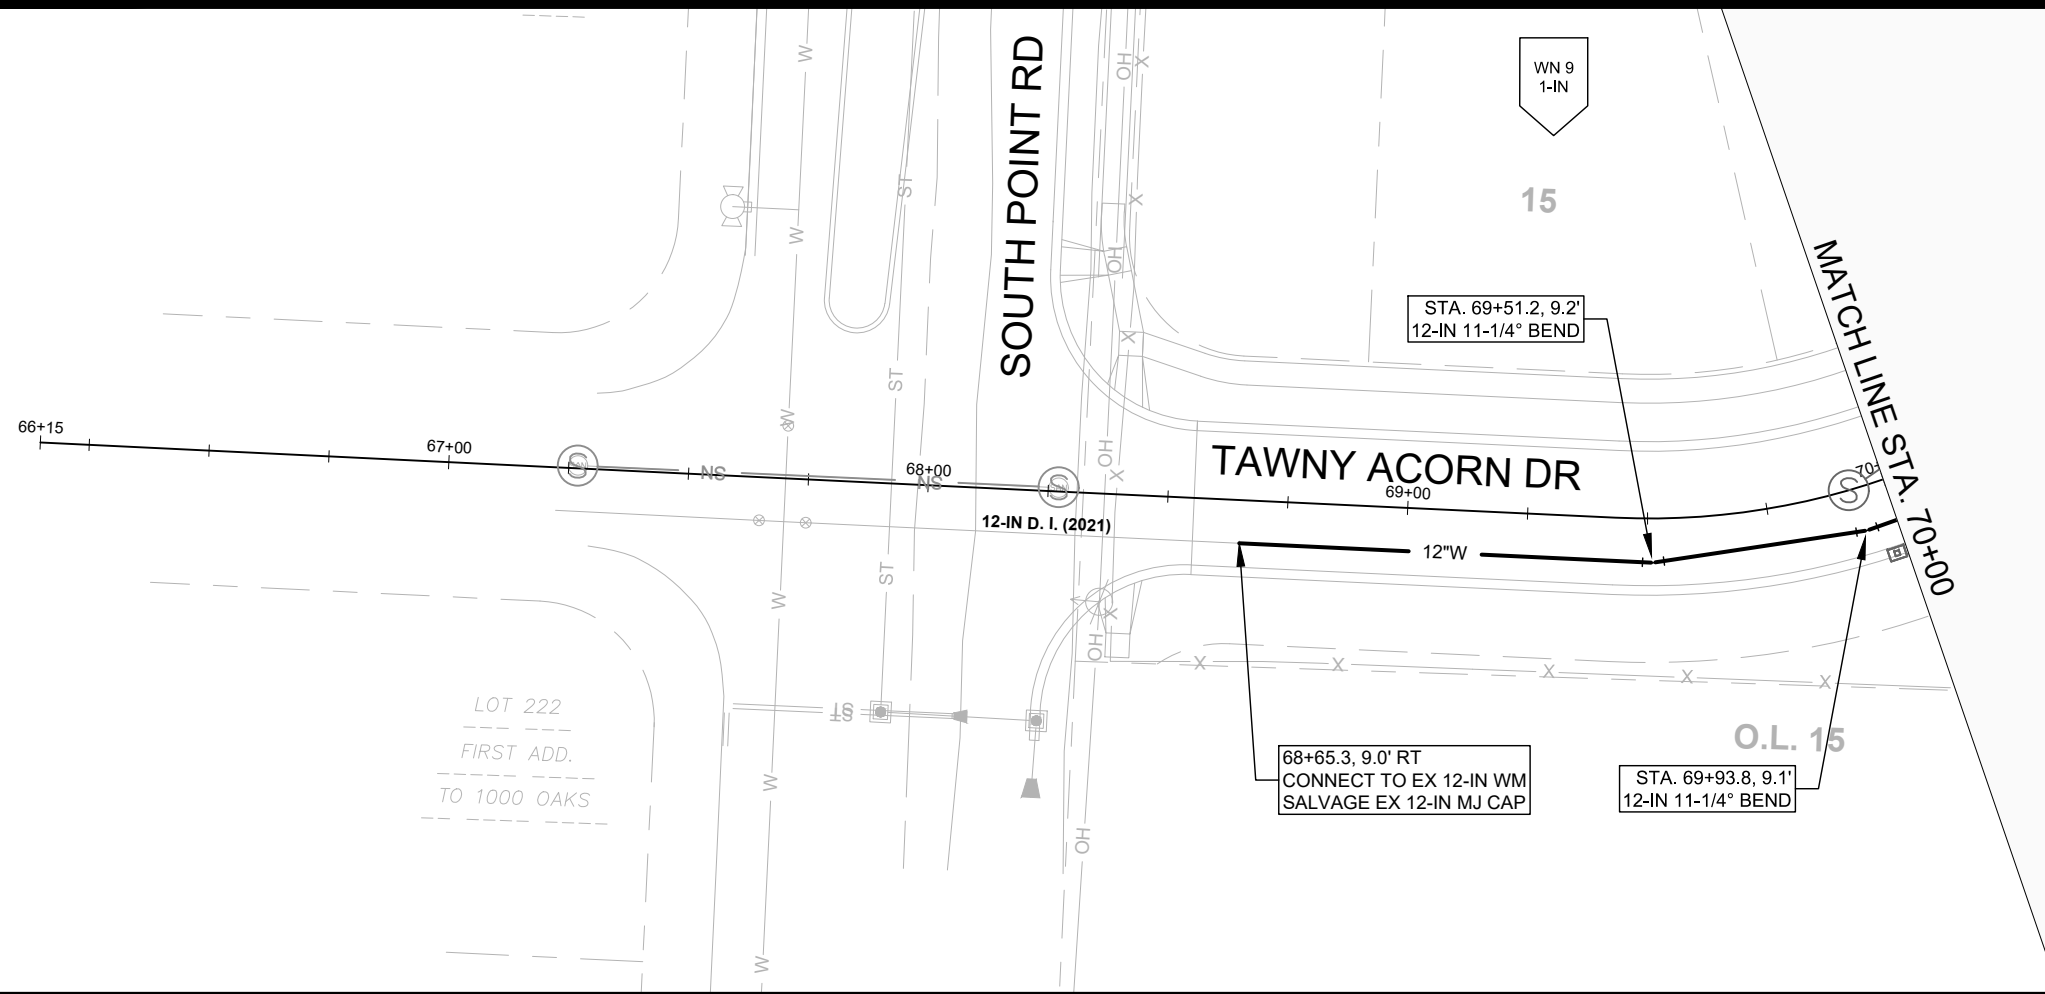 WN 9
1-IN
15
SOUTH POINT RD
MATCH LINE STA. 70+00
STA. 69+51.2, 9.2'
12-IN 11-1/4° BEND
66+15
67+00
68+00
69+00
70+
TAWNY ACORN DR
12-IN D. I. (2021)
12"W
SN
SN
S
S
S
W
W
W
W
W
W
ST
ST
ST
ST
OH
OH
OH
OH
OH
X
X
X
X
X
X
X
X
X
X
LOT 222
FIRST ADD.
TO 1000 OAKS
O.L. 15
68+65.3, 9.0' RT
CONNECT TO EX 12-IN WM
SALVAGE EX 12-IN MJ CAP
STA. 69+93.8, 9.1'
12-IN 11-1/4° BEND